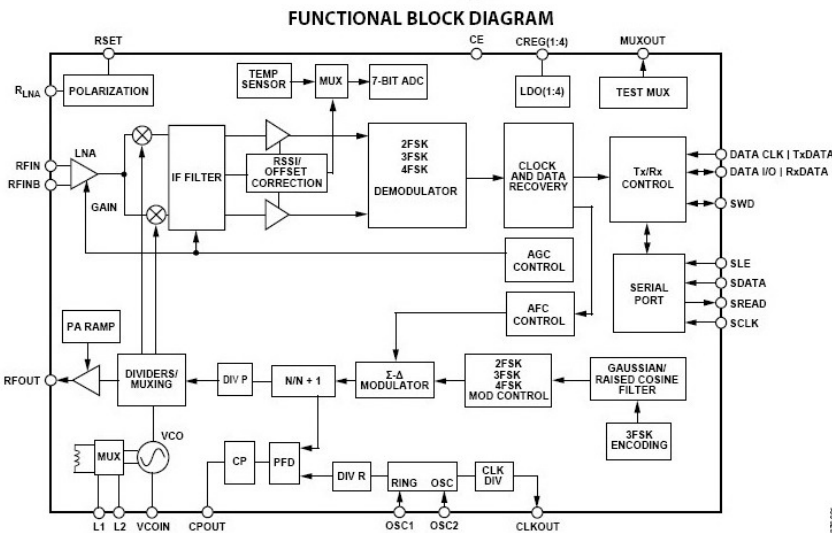 FUNCTIONAL BLOCK DIAGRAM
RSET
CE
CREG(1:4)
MUXOUT
RLNA
POLARIZATION
TEMP
SENSOR
MUX
7-BIT ADC
LDO(1:4)
TEST MUX
RFIN
RFINB
LNA
GAIN
IF FILTER
RSSI/
OFFSET
CORRECTION
2FSK
3FSK
4FSK
DEMODULATOR
CLOCK
AND DATA
RECOVERY
Tx/Rx
CONTROL
DATA CLK | TxDATA
DATA I/O | RxDATA
SWD
AGC
CONTROL
SERIAL
PORT
SLE
SDATA
SREAD
SCLK
AFC
CONTROL
PA RAMP
RFOUT
DIVIDERS/
MUXING
DIV P
N/N + 1
Σ-Δ
MODULATOR
2FSK
3FSK
4FSK
MOD CONTROL
GAUSSIAN/
RAISED COSINE
FILTER
3FSK
ENCODING
VCO
MUX
CP
PFD
DIV R
RING
OSC
CLK
DIV
L1
L2
VCOIN
CPOUT
OSC1
OSC2
CLKOUT